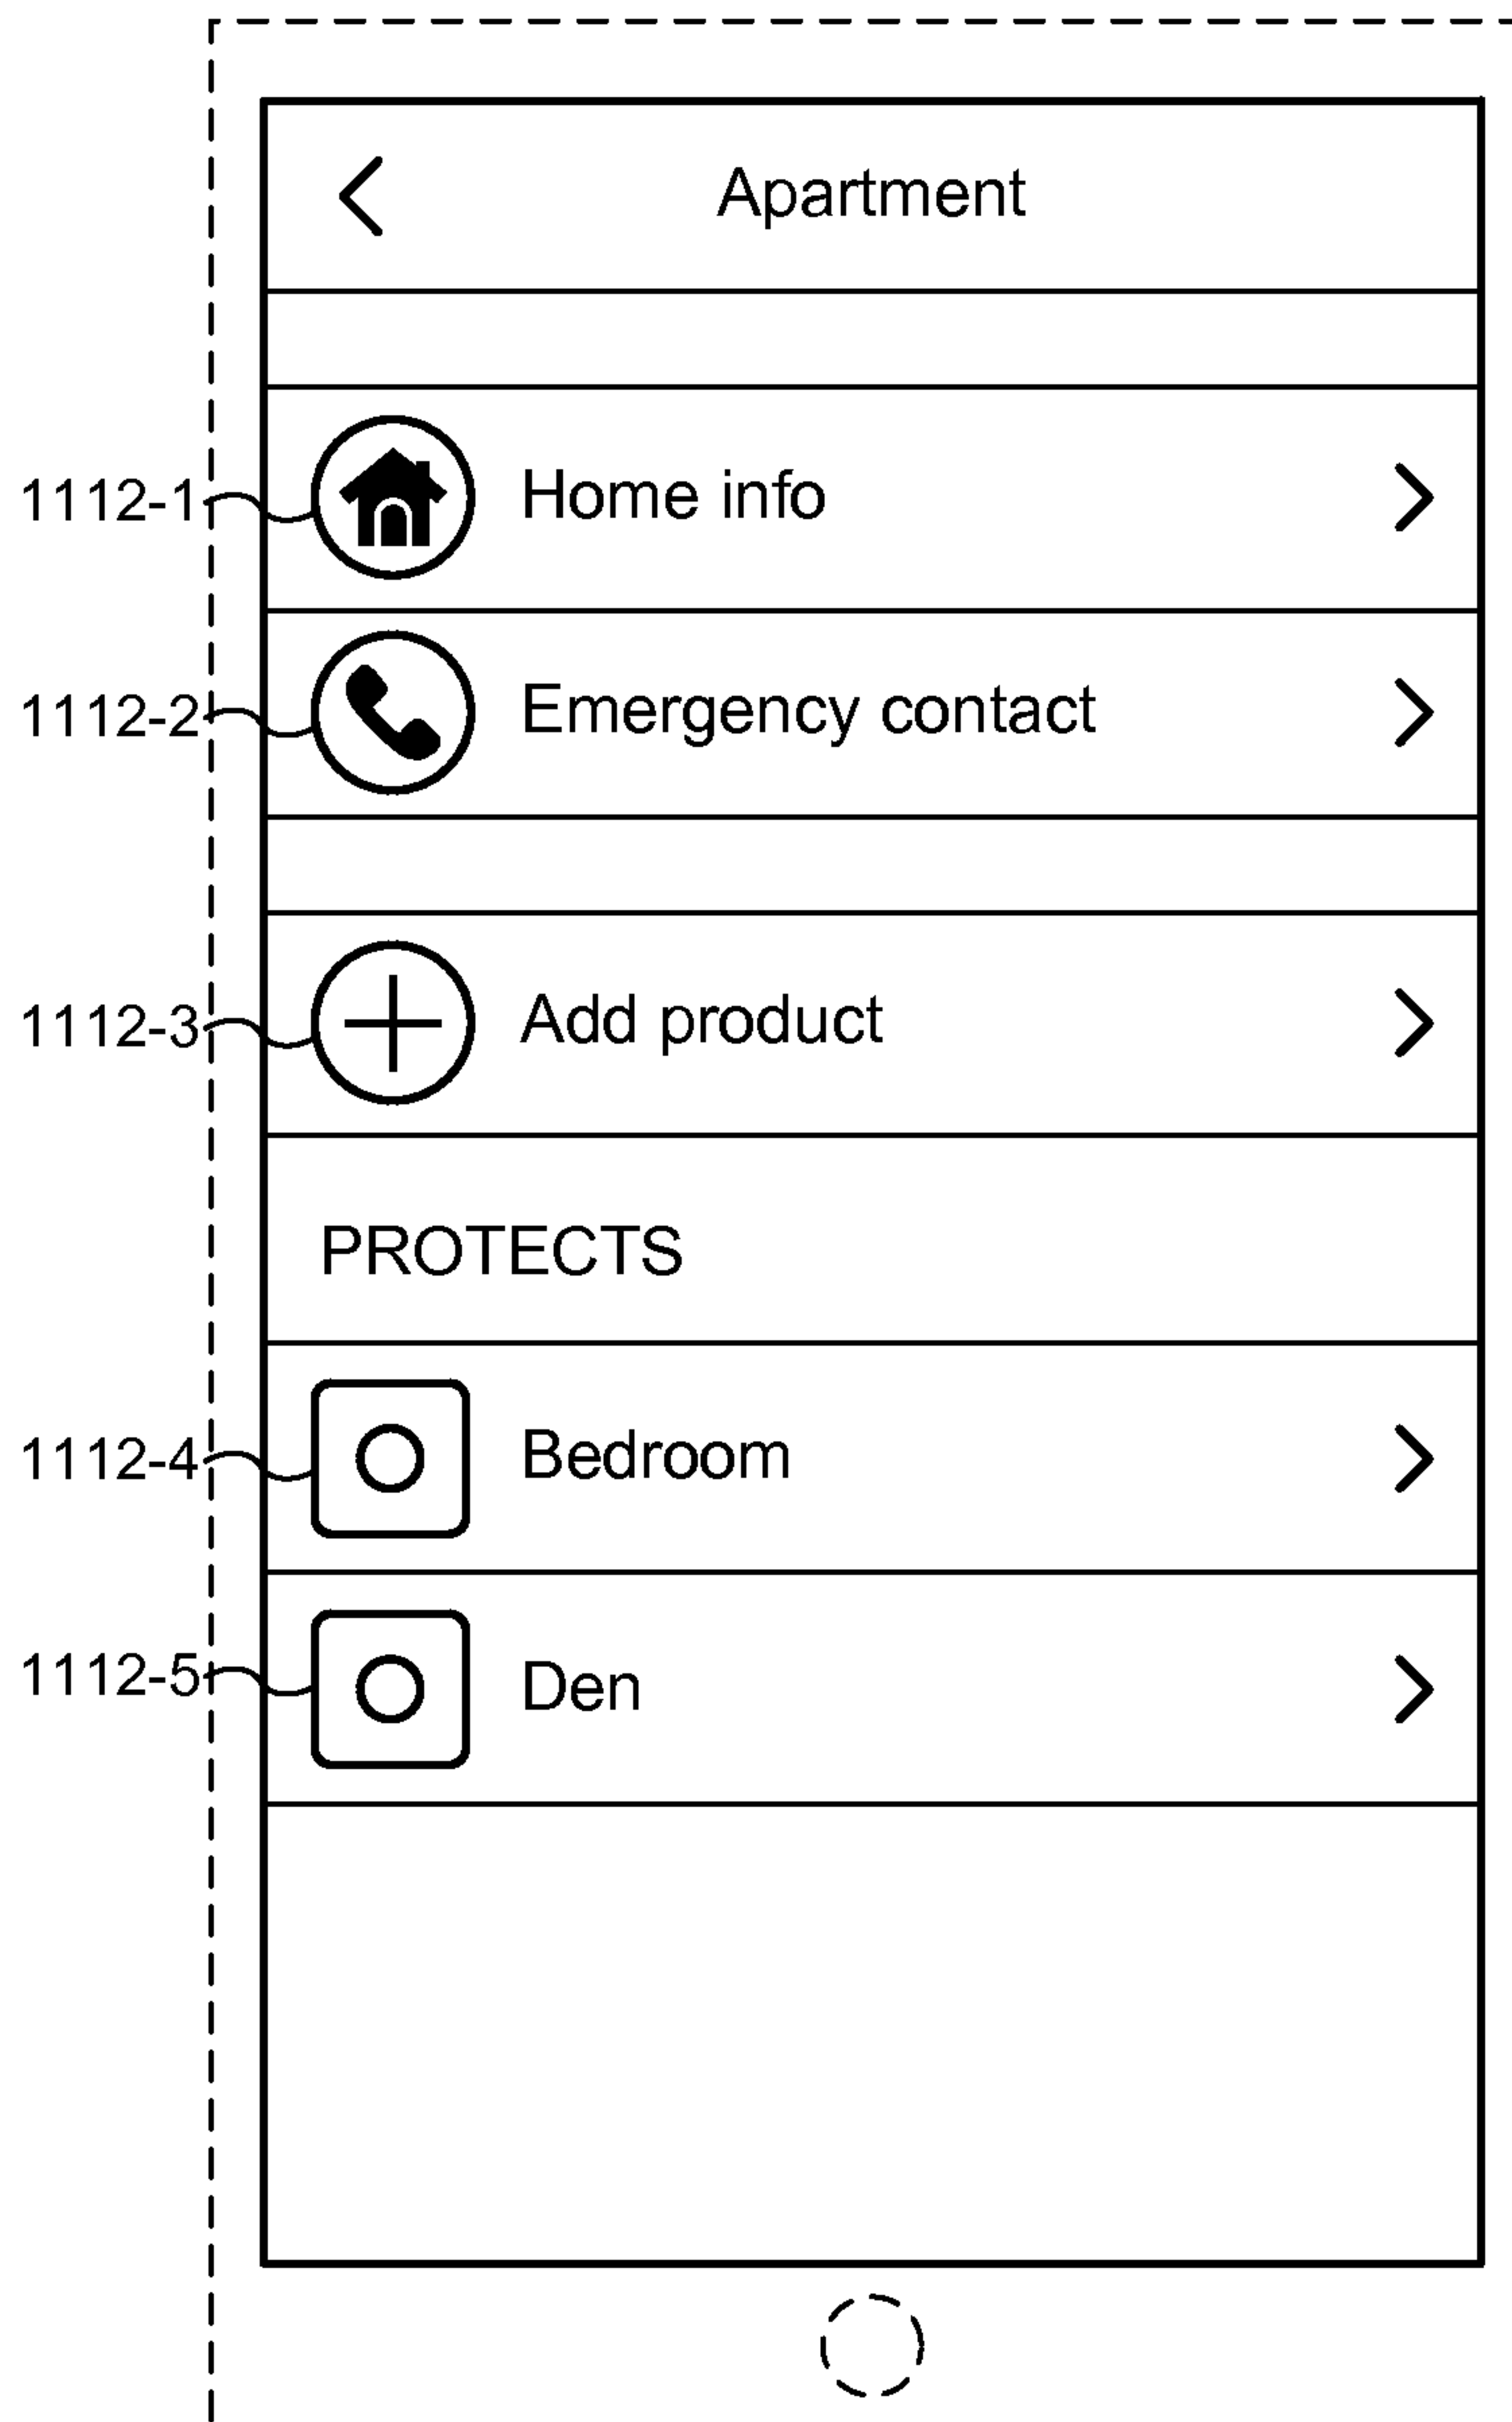 Apartment
1112-1 Home info
1112-2 Emergency contact
1112-3 Add product
PROTECTS
1112-4 Bedroom
1112-5 Den